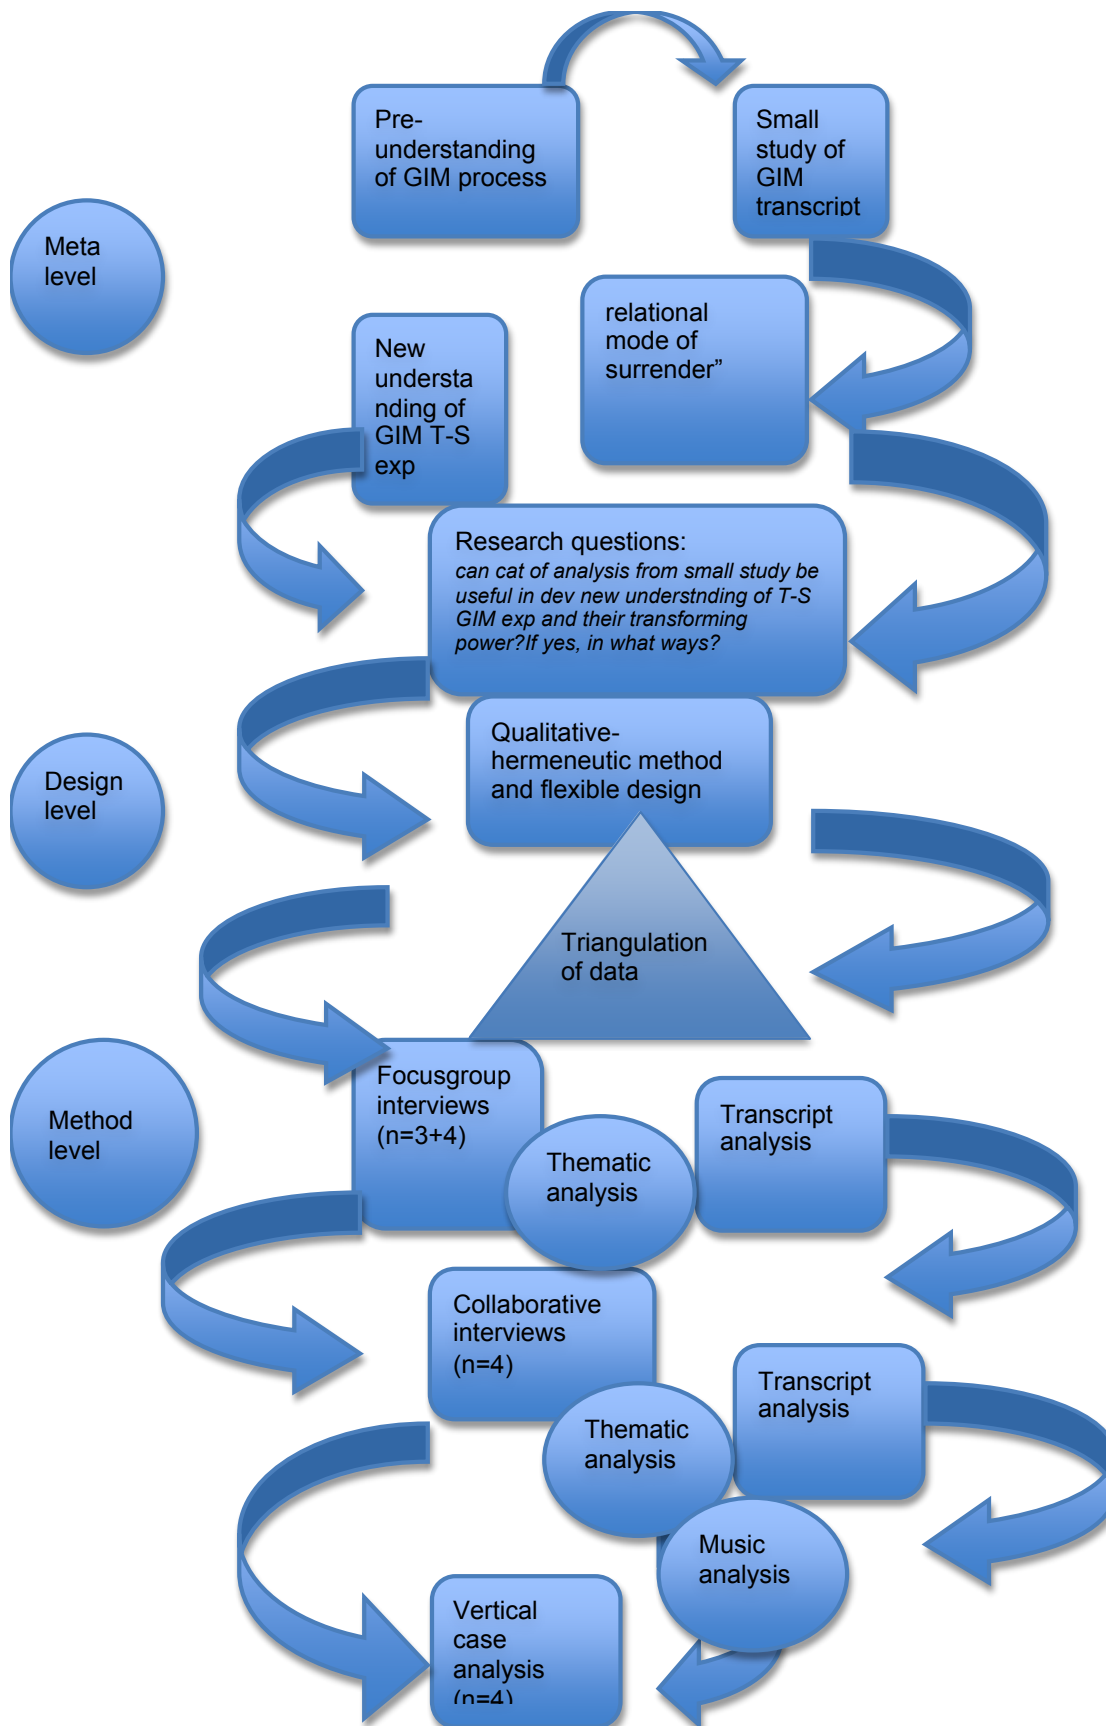 Pre-
understanding
of GIM process
Small
study of
GIM
transcript
Meta
level
relational
mode of
surrender”
New
understa
nding of
GIM T-S
exp
Research questions:
can cat of analysis from small study be
useful in dev new understnding of T-S
GIM exp and their transforming
power?If yes, in what ways?
Qualitative-
hermeneutic method
and flexible design
Design
level
Triangulation
of data
Method
level
Focusgroup
interviews
(n=3+4)
Thematic
analysis
Transcript
analysis
Collaborative
interviews
(n=4)
Thematic
analysis
Transcript
analysis
Music
analysis
Vertical
case
analysis
(n=4)